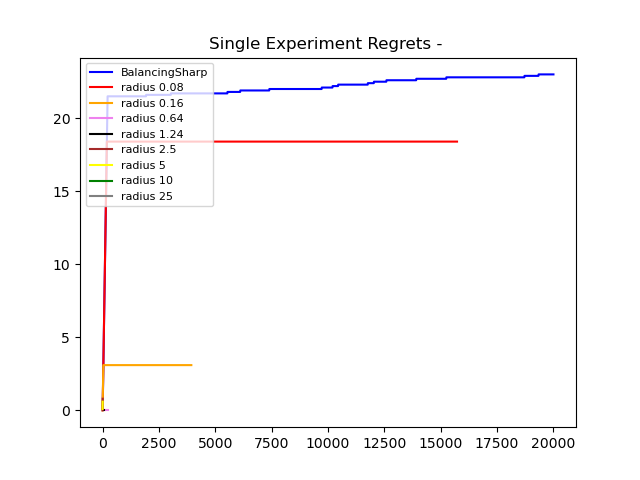 Single Experiment Regrets -
BalancingSharp
radius 0.08
radius 0.16
radius 0.64
radius 1.24
radius 2.5
radius 5
radius 10
radius 25
20
15
10
5
0
0 2500 5000 7500 10000 12500 15000 17500 20000